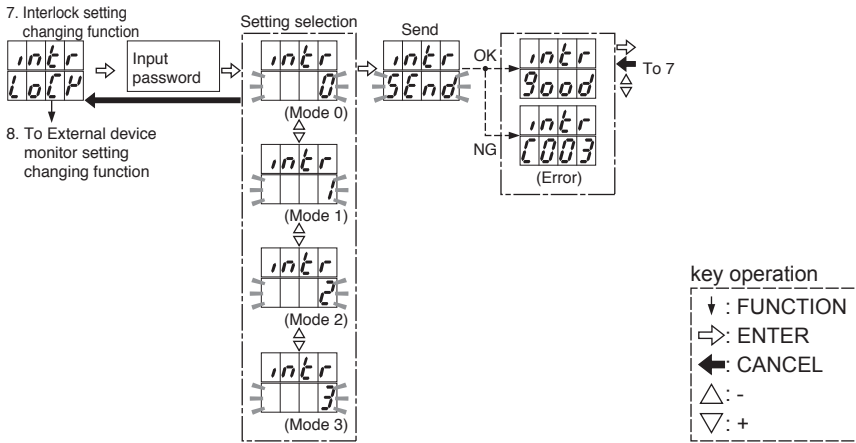 7. Interlock setting
changing function
intr
LoCK
8. To External device
monitor setting
changing function
Input
password
Setting selection
intr
0
(Mode 0)
intr
1
(Mode 1)
intr
2
(Mode 2)
intr
3
(Mode 3)
Send
intr
SEnd
OK
NG
intr
good
intr
C003
(Error)
To 7
key operation
: FUNCTION
: ENTER
: CANCEL
: -
: +